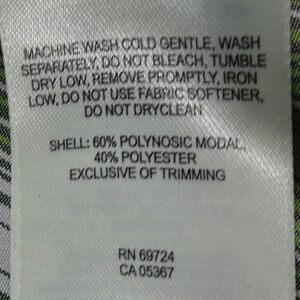 MACHINE WASH COLD GENTLE, WASH
SEPARATELY, DO NOT BLEACH, TUMBLE
DRY LOW, REMOVE PROMPTLY, IRON
LOW, DO NOT USE FABRIC SOFTENER,
DO NOT DRYCLEAN
SHELL: 60% POLYNOSIC MODAL,
40% POLYESTER
EXCLUSIVE OF TRIMMING
RN 69724
CA 05367